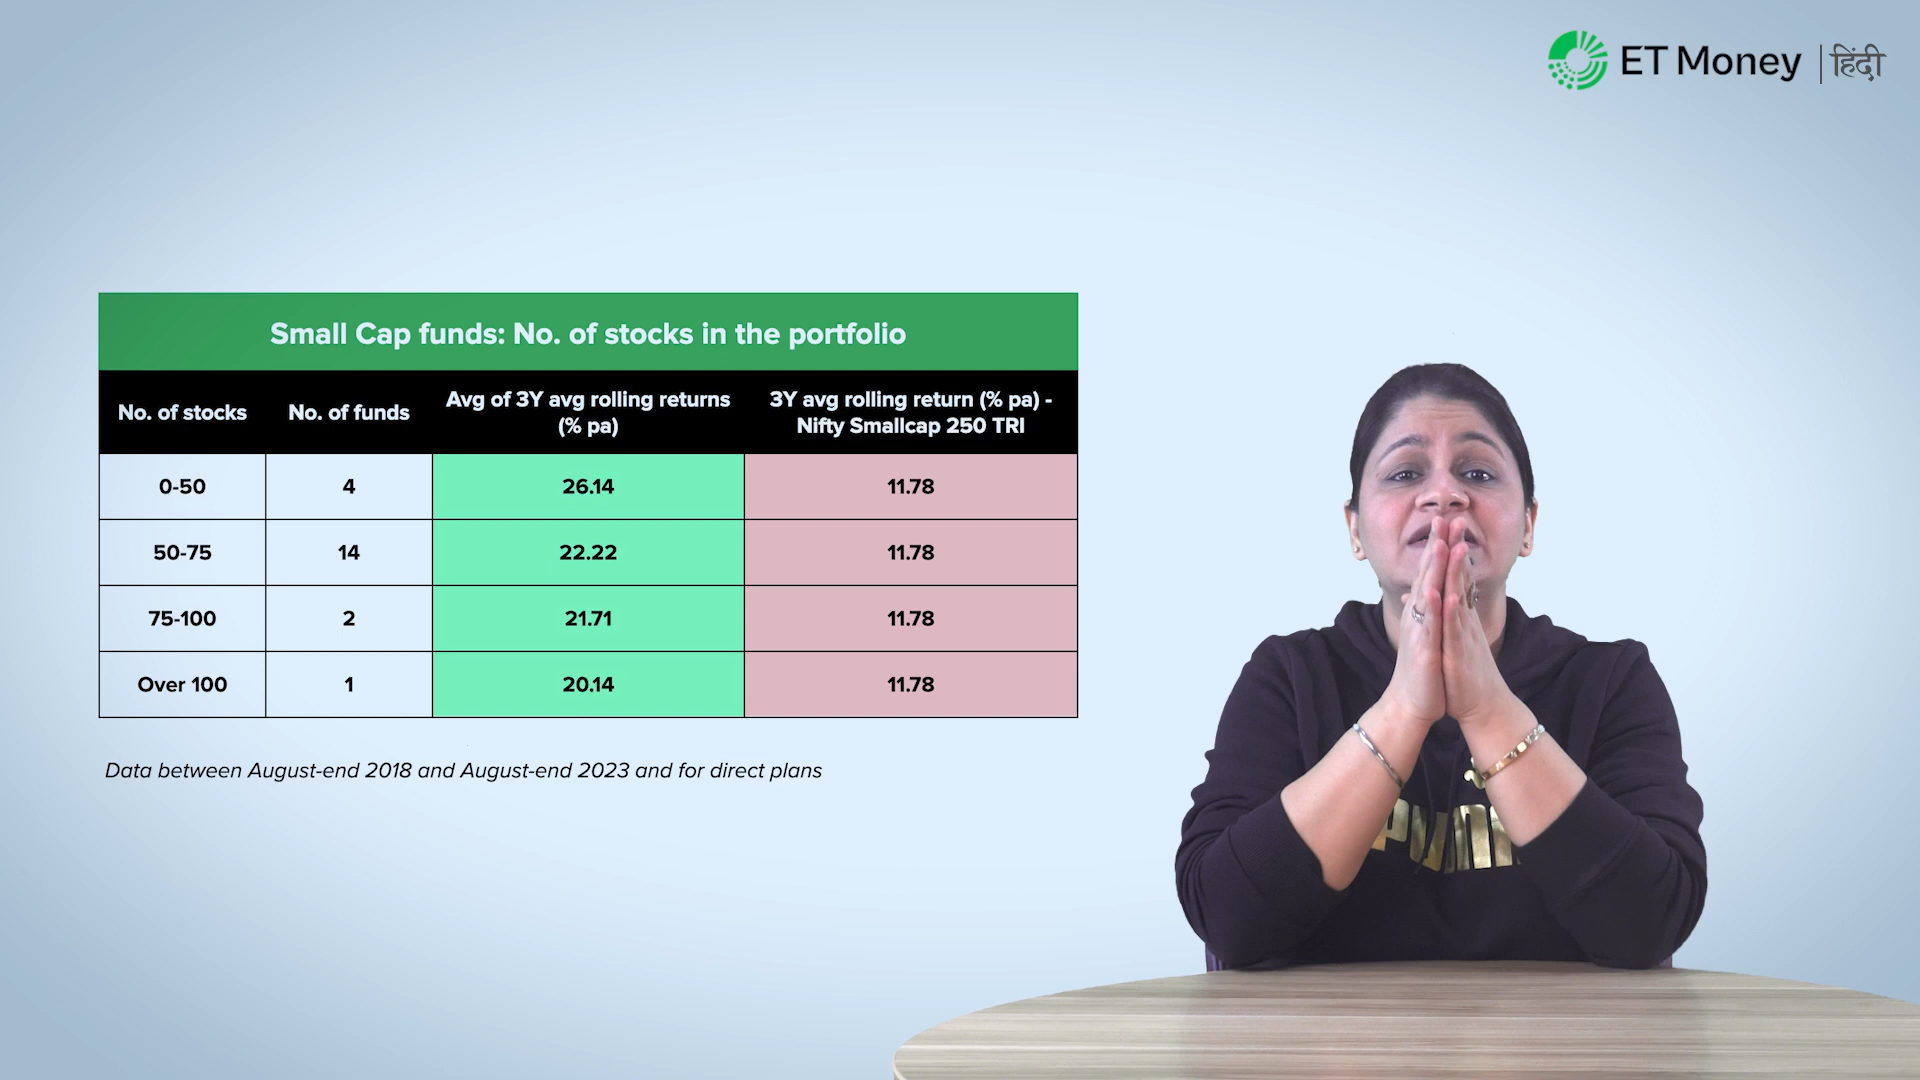 ET Money | हिंदी
Small Cap funds: No. of stocks in the portfolio
No. of stocks
No. of funds
Avg of 3Y avg rolling returns
(% pa)
3Y avg rolling return (% pa) -
Nifty Smallcap 250 TRI
0-50 4 26.14 11.78
50-75 14 22.22 11.78
75-100 2 21.71 11.78
Over 100 1 20.14 11.78
Data between August-end 2018 and August-end 2023 and for direct plans